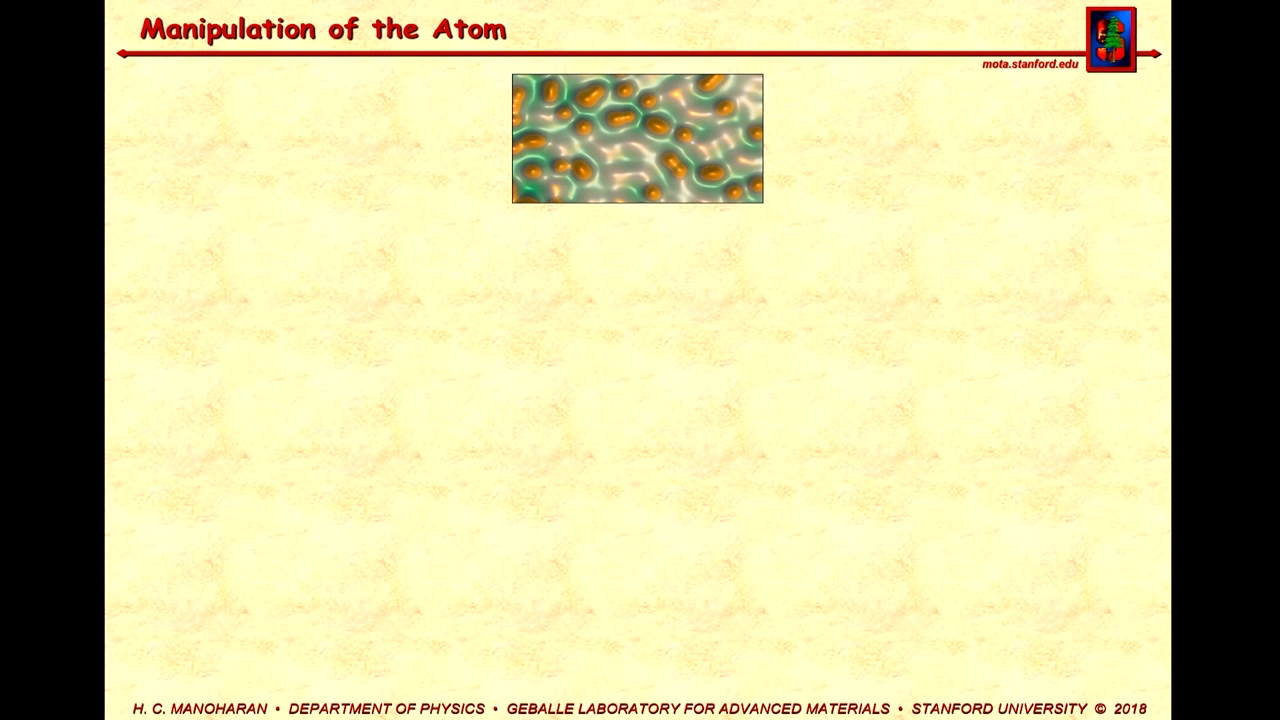 Manipulation of the Atom
mota.stanford.edu
H. C. MANOHARAN • DEPARTMENT OF PHYSICS • GEBALLE LABORATORY FOR ADVANCED MATERIALS • STANFORD UNIVERSITY © 2018